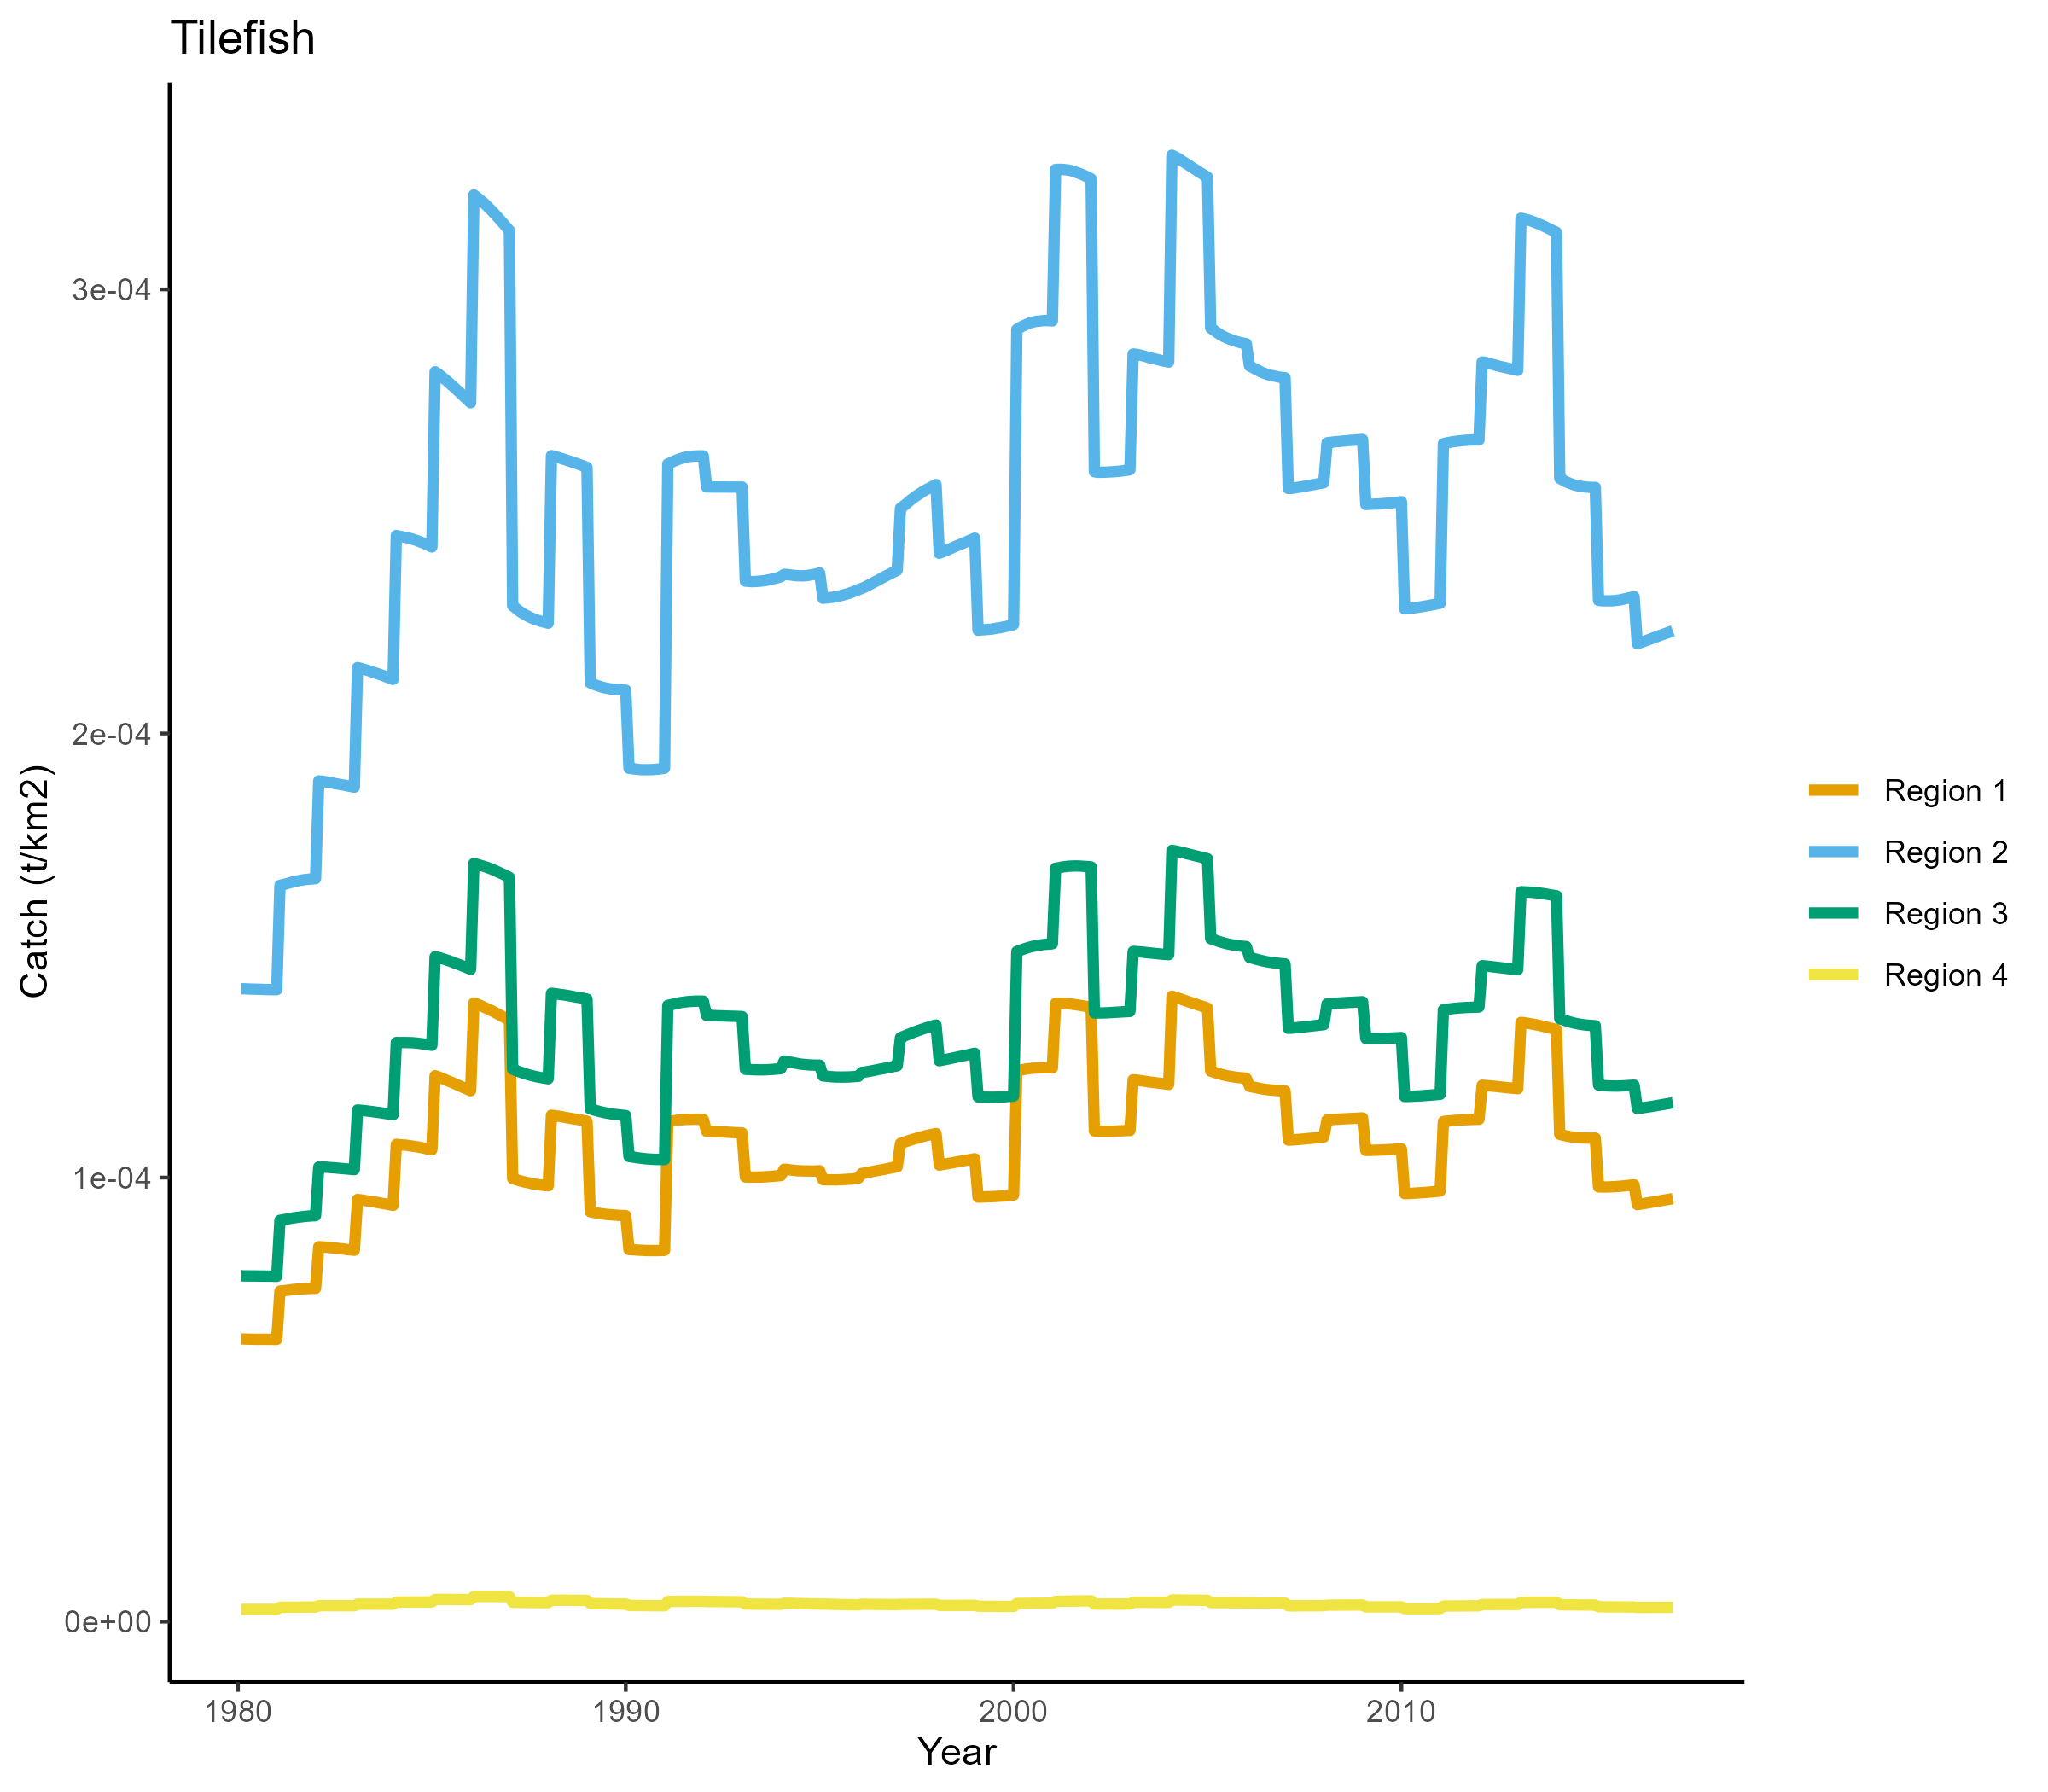 Tilefish
Catch (t/km2)
3e-04
2e-04
1e-04
0e+00
1980
1990
2000
2010
Year
Region 1
Region 2
Region 3
Region 4